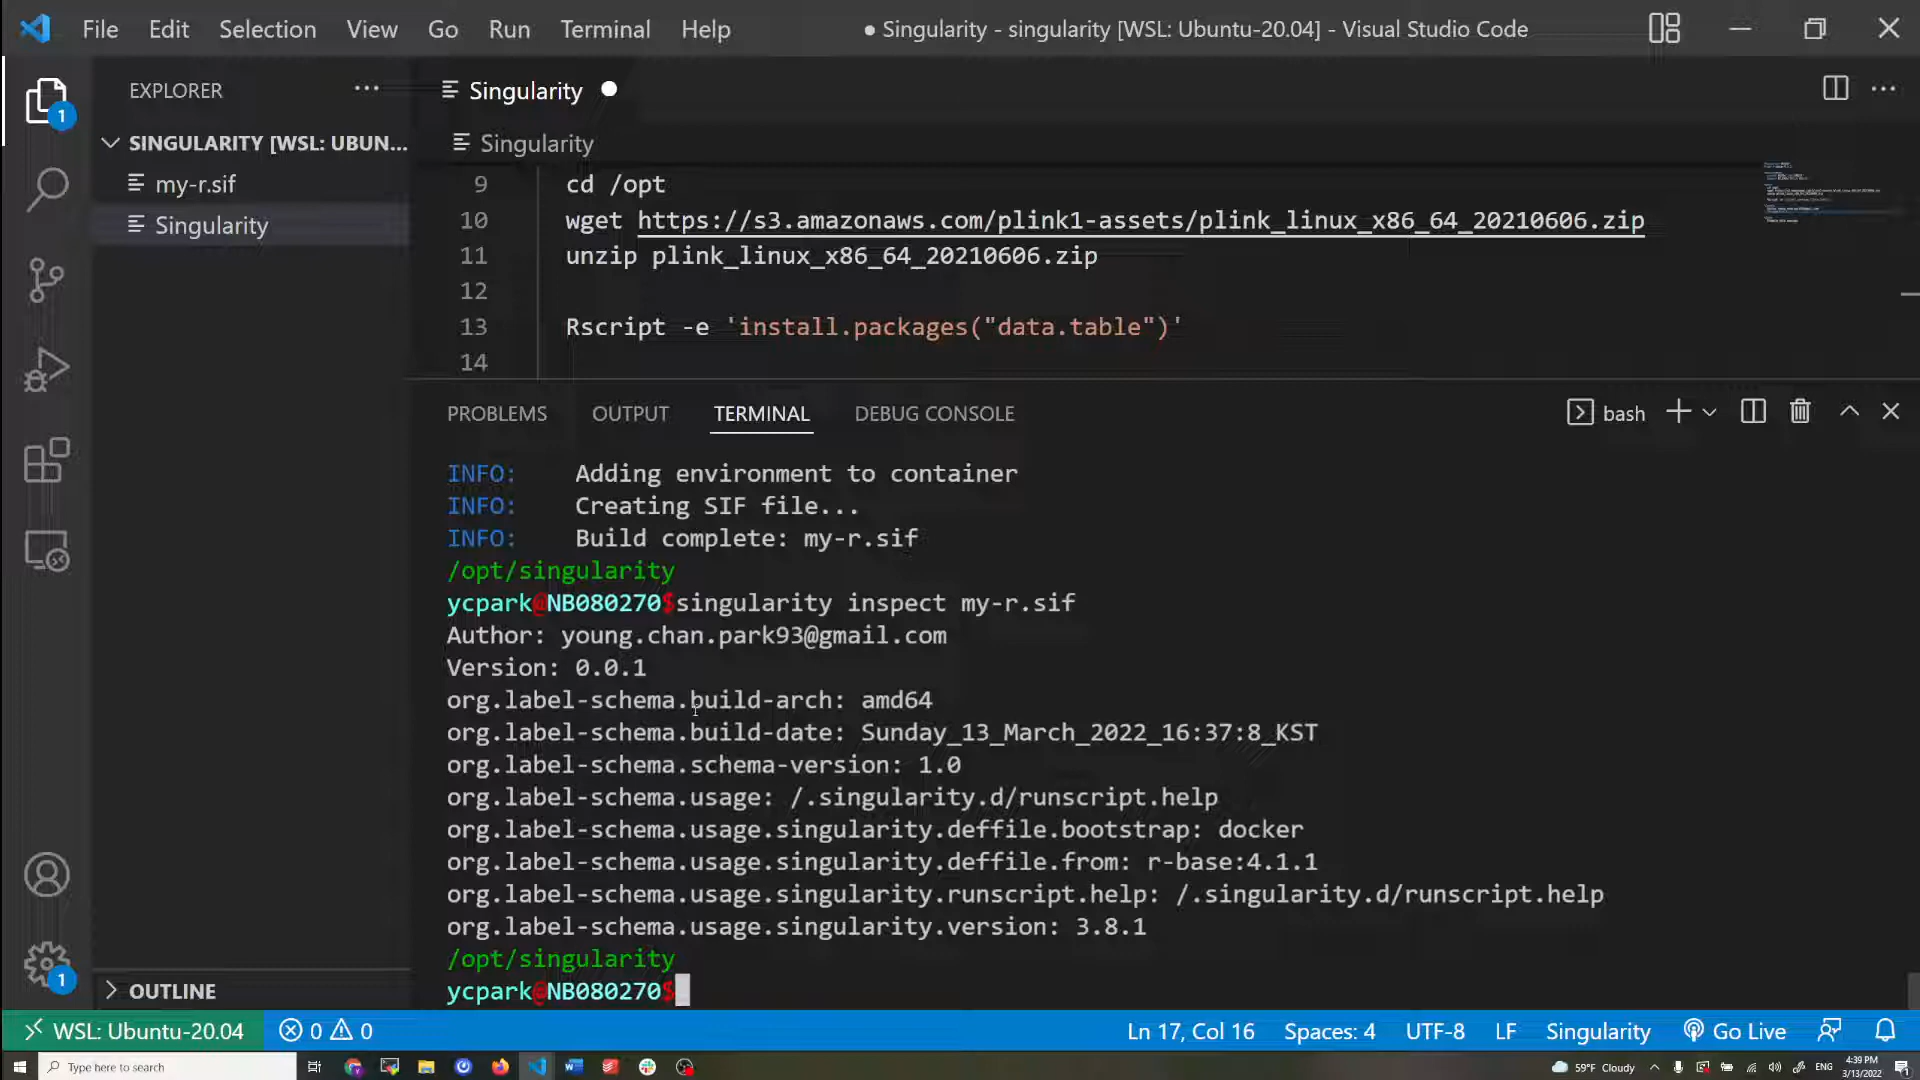 File Edit Selection View Go Run Terminal Help ● Singularity - singularity [WSL: Ubuntu-20.04] - Visual Studio Code
EXPLORER ···
1
SINGULARITY [WSL: UBUN...
my-r.sif
Singularity
Singularity ●
Singularity
9 cd /opt
10 wget https://s3.amazonaws.com/plink1-assets/plink_linux_x86_64_20210606.zip
11 unzip plink_linux_x86_64_20210606.zip
12
13 Rscript -e 'install.packages("data.table")'
14
PROBLEMS OUTPUT TERMINAL DEBUG CONSOLE bash
INFO: Adding environment to container
INFO: Creating SIF file...
INFO: Build complete: my-r.sif
/opt/singularity
ycpark@NB080270$singularity inspect my-r.sif
Author: young.chan.park93@gmail.com
Version: 0.0.1
org.label-schema.build-arch: amd64
org.label-schema.build-date: Sunday_13_March_2022_16:37:8_KST
org.label-schema.schema-version: 1.0
org.label-schema.usage: /.singularity.d/runscript.help
org.label-schema.usage.singularity.deffile.bootstrap: docker
org.label-schema.usage.singularity.deffile.from: r-base:4.1.1
org.label-schema.usage.singularity.runscript.help: /.singularity.d/runscript.help
org.label-schema.usage.singularity.version: 3.8.1
/opt/singularity
ycpark@NB080270$
1
OUTLINE
WSL: Ubuntu-20.04 0 0 Ln 17, Col 16 Spaces: 4 UTF-8 LF Singularity Go Live
Type here to search 59°F Cloudy ENG 4:39 PM
3/13/2022